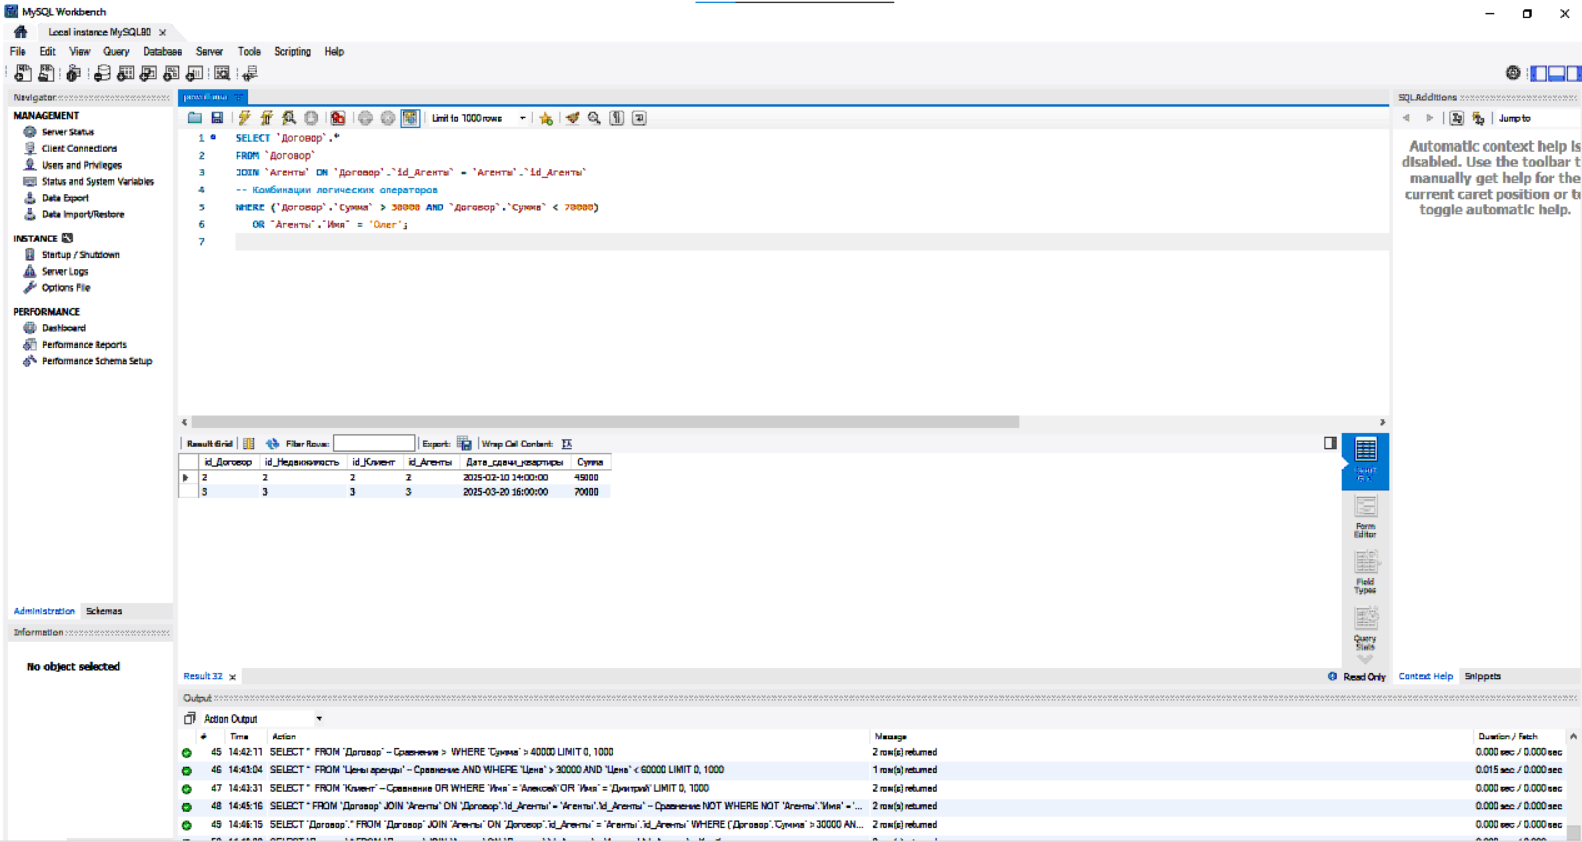 MySQL Workbench
Local instance MySQL80 x
File Edit View Query Database Server Tools Scripting Help
Navigator
MANAGEMENT
Server Status
Client Connections
Users and Privileges
Status and System Variables
Data Export
Data Import/Restore
INSTANCE
Startup / Shutdown
Server Logs
Options File
PERFORMANCE
Dashboard
Performance Reports
Performance Schema Setup
Administration Schemas
Information
No object selected
Limit to 1000 rows
1 SELECT `Договор`.*
2 FROM `Договор`
3 JOIN `Агенты` ON `Договор`.`id_Агенты` = `Агенты`.`id_Агенты`
4 -- Комбинации логических операторов
5 WHERE (`Договор`.`Сумма` > 30000 AND `Договор`.`Сумма` < 70000)
6 OR `Агенты`.`Имя` = 'Олег';
7
Result Grid Filter Rows: Export: Wrap Cell Content: IA
id_Договор id_Недвижимость id_Клиент id_Агенты Дата_сдачи_квартиры Сумма
2 2 2 2 2025-02-10 14:00:00 45000
3 3 3 3 2025-03-20 16:00:00 70000
Form Editor
Field Types
Query Stats
Result 32 x
Read Only
SQLAdditions
Jump to
Automatic context help is
disabled. Use the toolbar t
manually get help for the
current caret position or t
toggle automatic help.
Context Help Snippets
Output
Action Output
# Time Action Message Duration / Fetch
45 14:42:11 SELECT * FROM `Договор` -- Сравнение > WHERE `Сумма` > 40000 LIMIT 0, 1000 2 row(s) returned 0.000 sec / 0.000 sec
46 14:43:04 SELECT * FROM `Цены аренды` -- Сравнение AND WHERE `Цена` > 30000 AND `Цена` < 60000 LIMIT 0, 1000 1 row(s) returned 0.015 sec / 0.000 sec
47 14:43:31 SELECT * FROM `Клиент` -- Сравнение OR WHERE `Имя` = 'Алексей' OR `Имя` = 'Дмитрий' LIMIT 0, 1000 2 row(s) returned 0.000 sec / 0.000 sec
48 14:45:16 SELECT * FROM `Договор` JOIN `Агенты` ON `Договор`.`id_Агенты` = `Агенты`.`id_Агенты` -- Сравнение NOT WHERE NOT `Агенты`.`Имя` = '... 2 row(s) returned 0.000 sec / 0.000 sec
49 14:46:15 SELECT `Договор`.* FROM `Договор` JOIN `Агенты` ON `Договор`.`id_Агенты` = `Агенты`.`id_Агенты` WHERE (`Договор`.`Сумма` > 30000 AN... 2 row(s) returned 0.000 sec / 0.000 sec